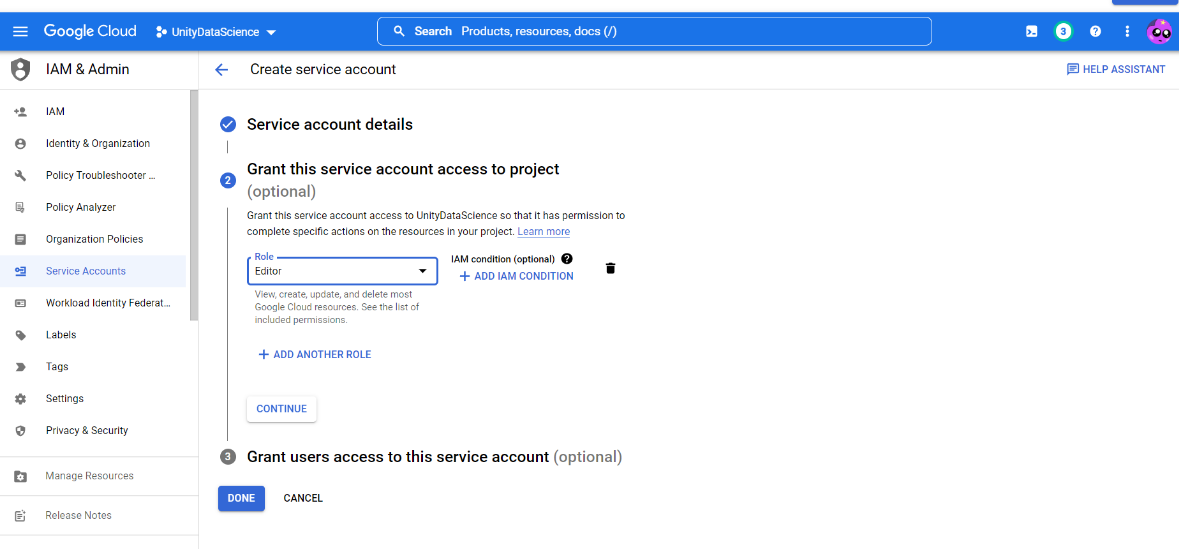 Google Cloud
UnityDataScience
Search Products, resources, docs (/)
3
IAM & Admin
Create service account
HELP ASSISTANT
IAM
Identity & Organization
Policy Troubleshooter ...
Policy Analyzer
Organization Policies
Service Accounts
Workload Identity Federat...
Labels
Tags
Settings
Privacy & Security
Manage Resources
Release Notes
Service account details
2
Grant this service account access to project
(optional)
Grant this service account access to UnityDataScience so that it has permission to
complete specific actions on the resources in your project. Learn more
Role
Editor
IAM condition (optional)
ADD IAM CONDITION
View, create, update, and delete most
Google Cloud resources. See the list of
included permissions.
ADD ANOTHER ROLE
CONTINUE
3
Grant users access to this service account (optional)
DONE
CANCEL